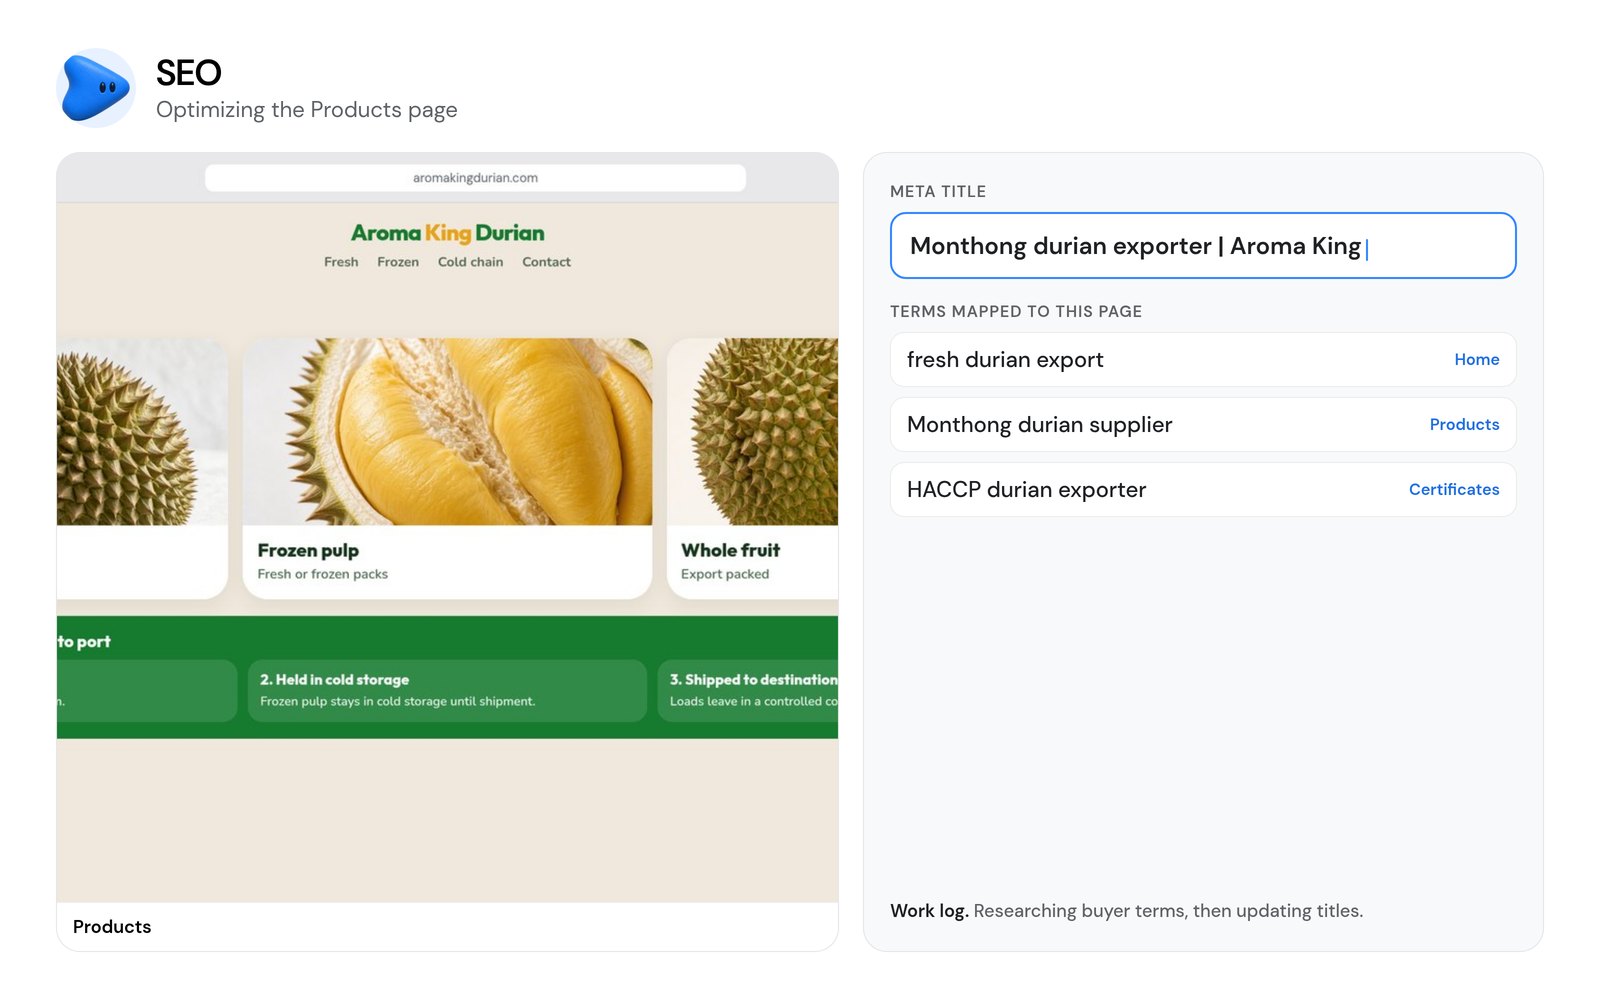 SEO
Optimizing the Products page
aromakingdurian.com
Aroma King Durian
Fresh Frozen Cold chain Contact
Frozen pulp
Fresh or frozen packs
Whole fruit
Export packed
to port
n.
2. Held in cold storage
Frozen pulp stays in cold storage until shipment.
3. Shipped to destination
Loads leave in a controlled co
Products
META TITLE
Monthong durian exporter | Aroma King
TERMS MAPPED TO THIS PAGE
fresh durian export Home
Monthong durian supplier Products
HACCP durian exporter Certificates
Work log. Researching buyer terms, then updating titles.